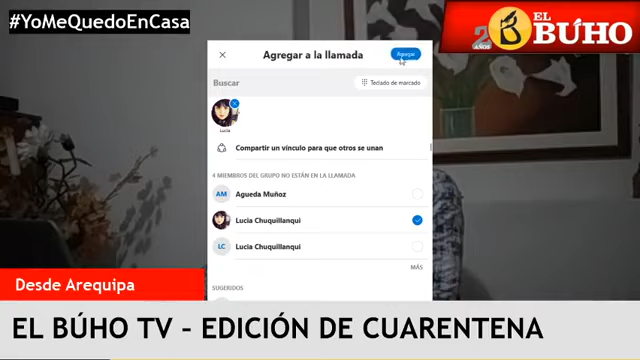 #YoMeQuedoEnCasa
20
AÑOS
EL
BÚHO
Agregar a la llamada
Agregar
Buscar
Teclado de marcado
Lucia
Compartir un vínculo para que otros se unan
4 MIEMBROS DEL GRUPO NO ESTÁN EN LA LLAMADA
AM
Agueda Muñoz
Lucia Chuquillanqui
LC
Lucia Chuquillanqui
MÁS
SUGERIDOS
Desde Arequipa
EL BÚHO TV – EDICIÓN DE CUARENTENA